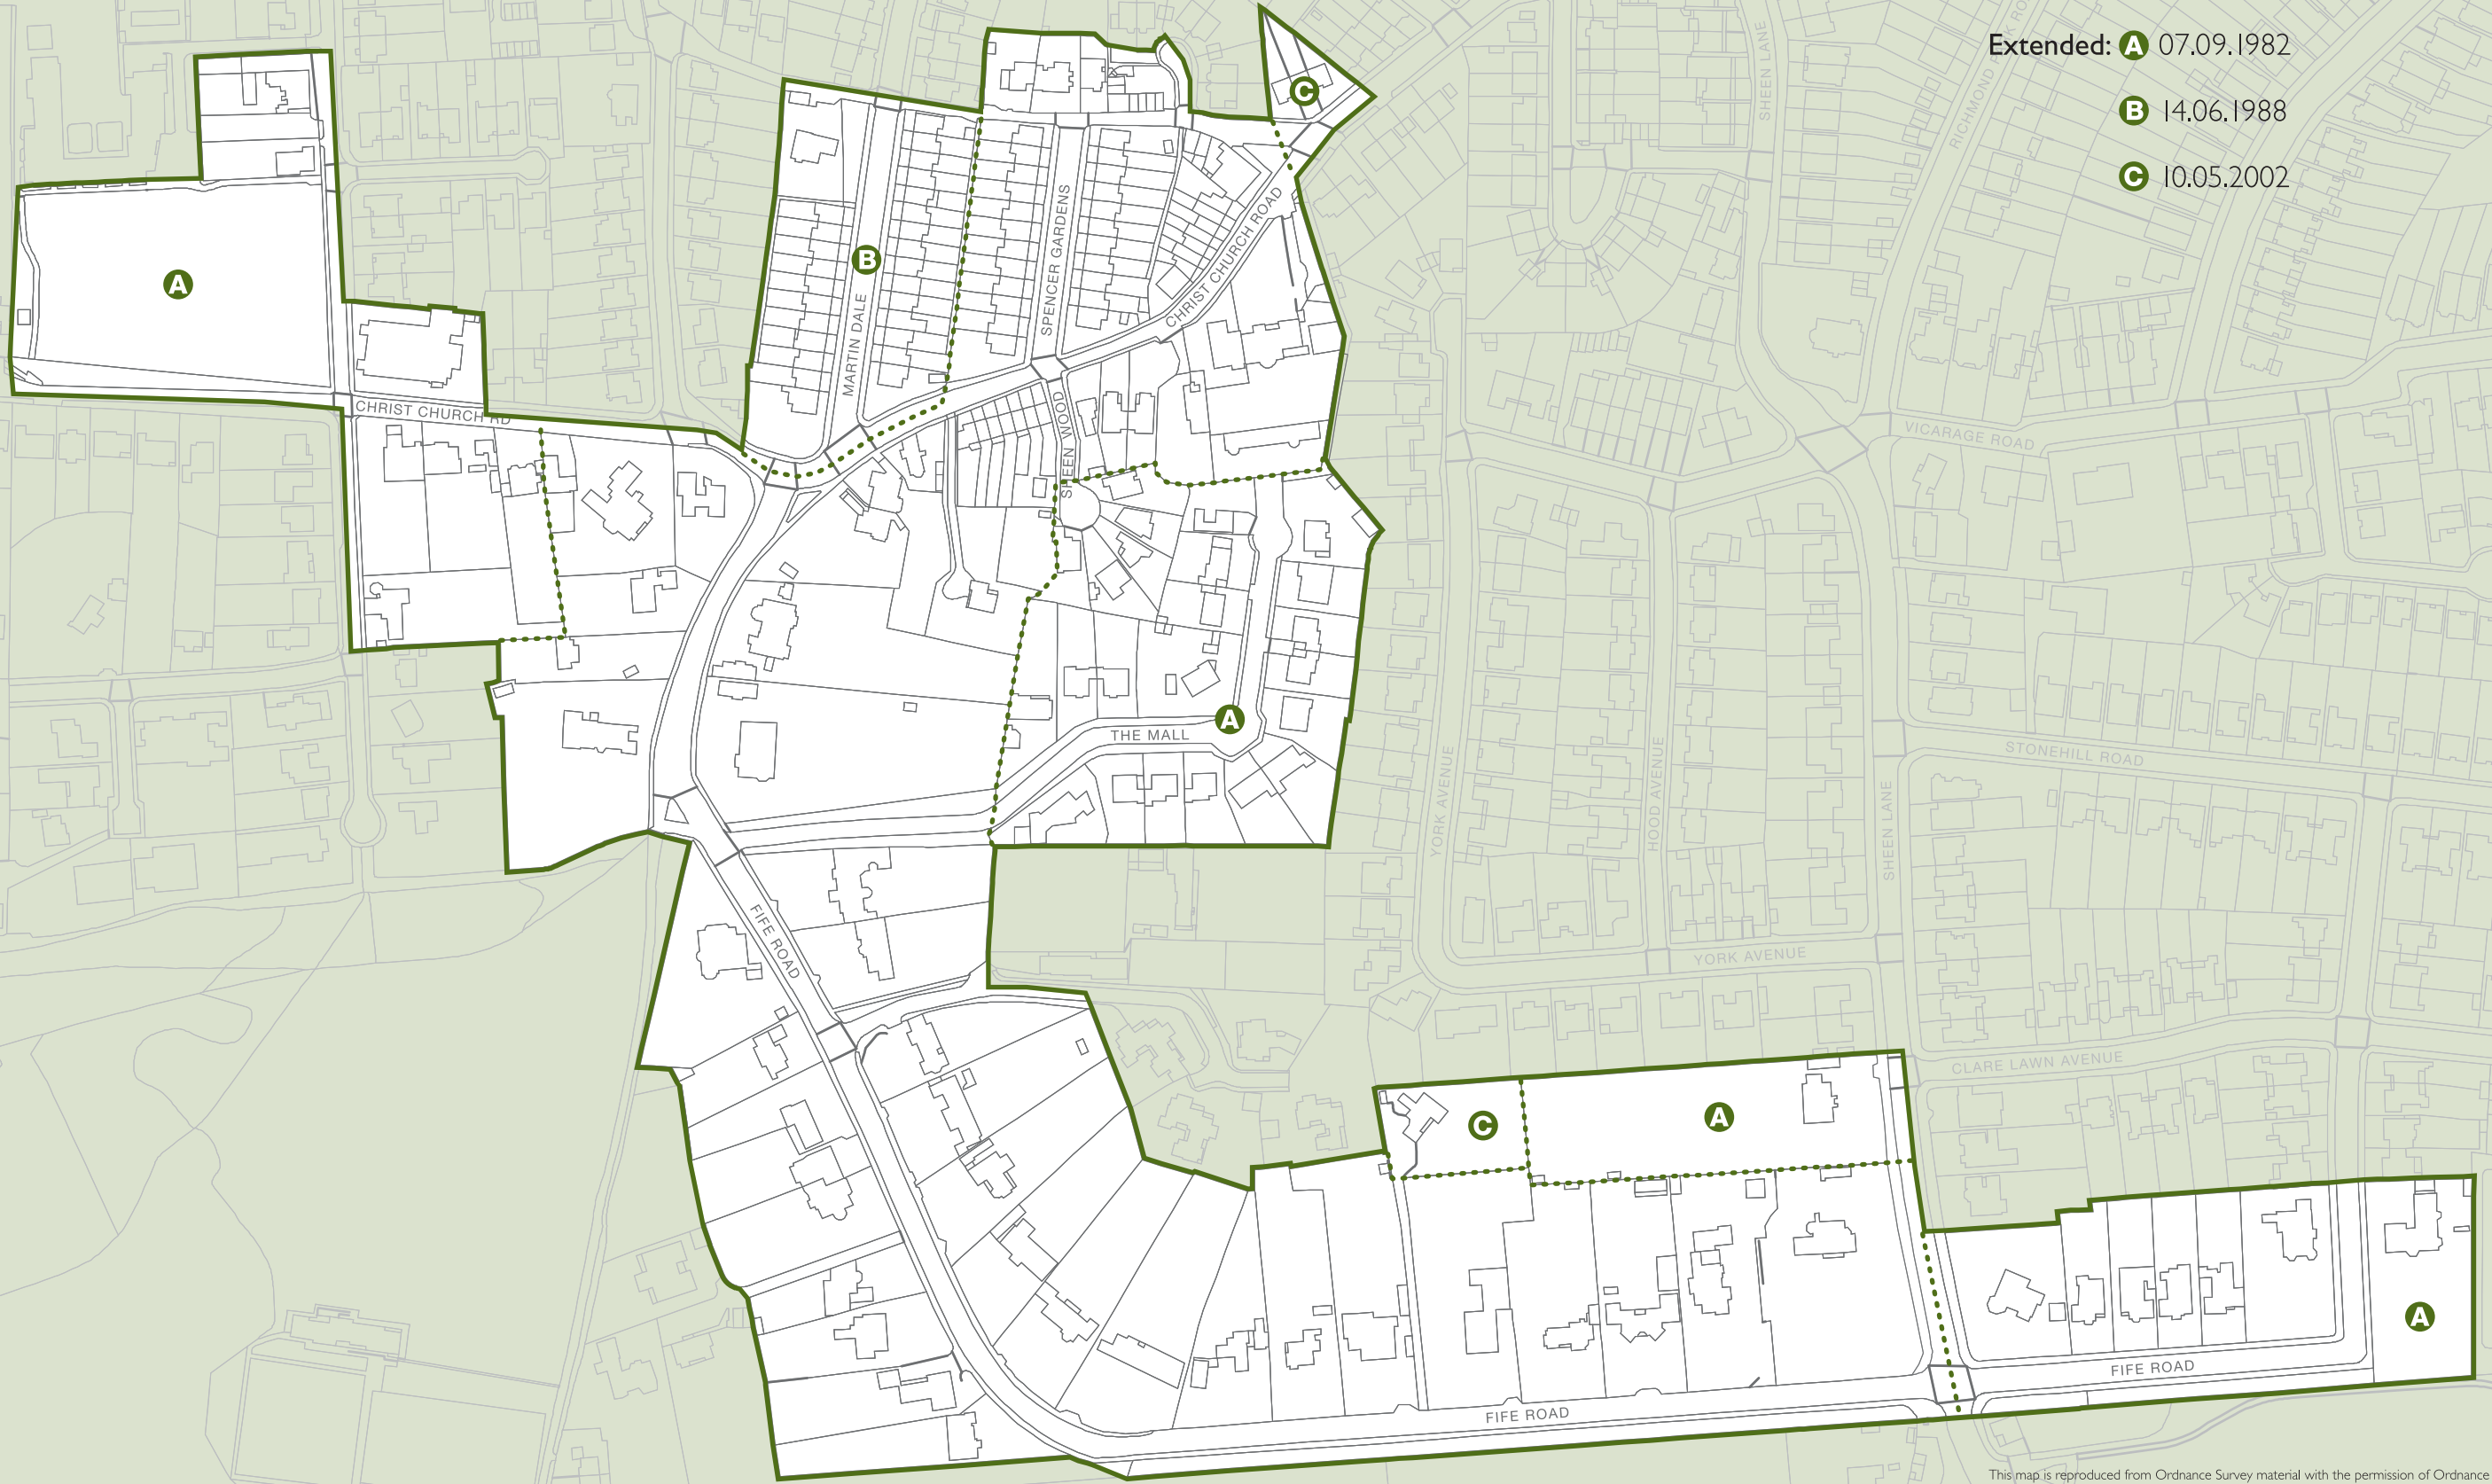 Extended: A 07.09.1982
B 14.06.1988
C 10.05.2002
SHEEN LANE
C
A
B
MARTIN DALE
SPENCER GARDENS
CHRIST CHURCH ROAD
CHRIST CHURCH RD
SHEEN WOOD
VICARAGE ROAD
A
THE MALL
YORK AVENUE
HOOD AVENUE
SHEEN LANE
STONEHILL ROAD
FIFE ROAD
YORK AVENUE
CLARE LAWN AVENUE
C
A
A
FIFE ROAD
FIFE ROAD
RICHMOND
This map is reproduced from Ordnance Survey material with the permission of Ordnance